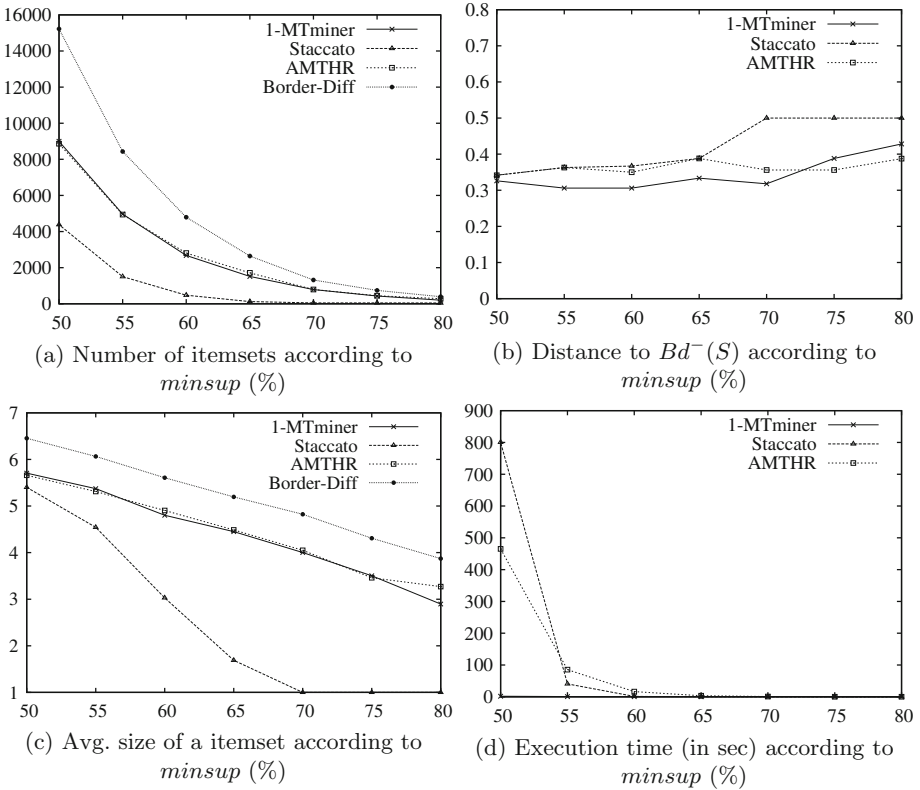 16000
14000
12000
10000
8000
6000
4000
2000
0
50 55 60 65 70 75 80
1-MTminer
Staccato
AMTHR
Border-Diff
(a) Number of itemsets according to
minsup (%)
0.8
0.7
0.6
0.5
0.4
0.3
0.2
0.1
0
50 55 60 65 70 75 80
1-MTminer
Staccato
AMTHR
(b) Distance to Bd⁻(S) according to
minsup (%)
7
6
5
4
3
2
1
50 55 60 65 70 75 80
1-MTminer
Staccato
AMTHR
Border-Diff
(c) Avg. size of a itemset according to
minsup (%)
900
800
700
600
500
400
300
200
100
0
50 55 60 65 70 75 80
1-MTminer
Staccato
AMTHR
(d) Execution time (in sec) according to
minsup (%)